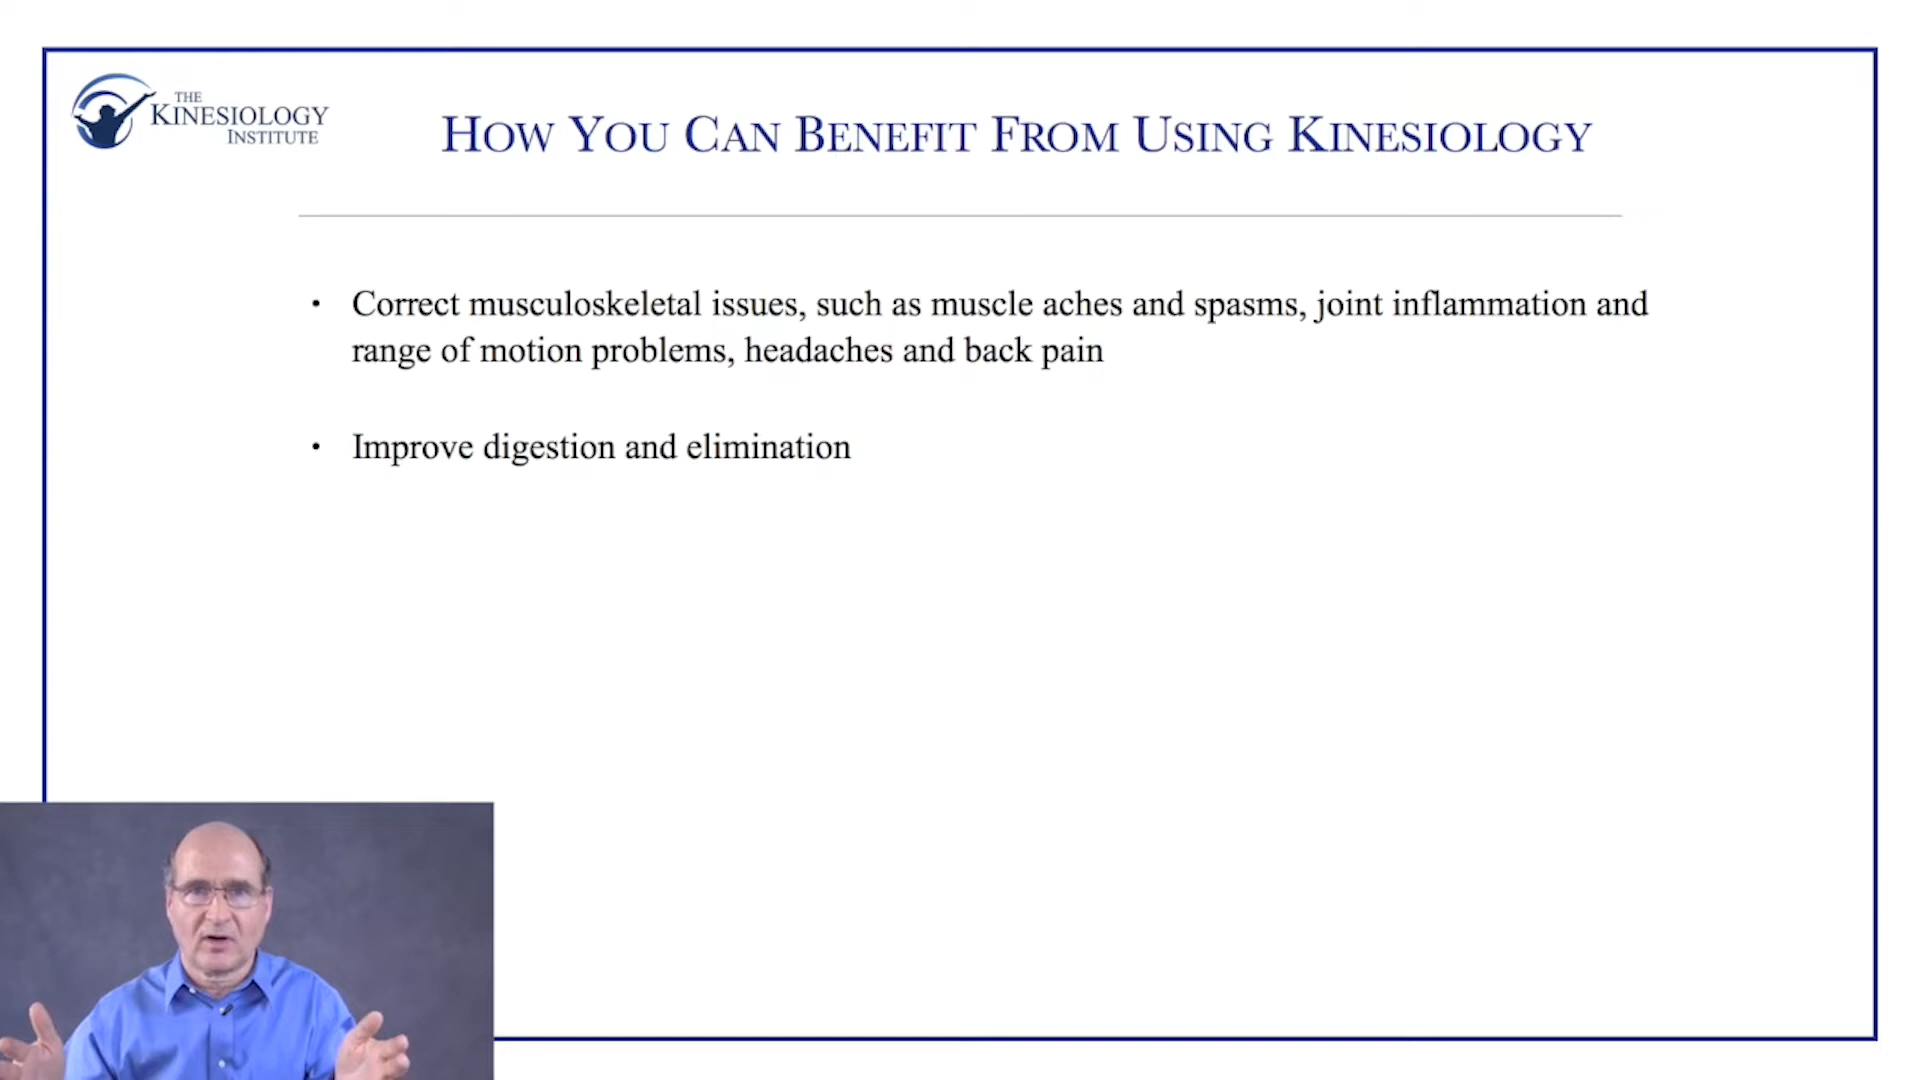 THE
KINESIOLOGY
INSTITUTE
HOW YOU CAN BENEFIT FROM USING KINESIOLOGY
• Correct musculoskeletal issues, such as muscle aches and spasms, joint inflammation and
range of motion problems, headaches and back pain
• Improve digestion and elimination